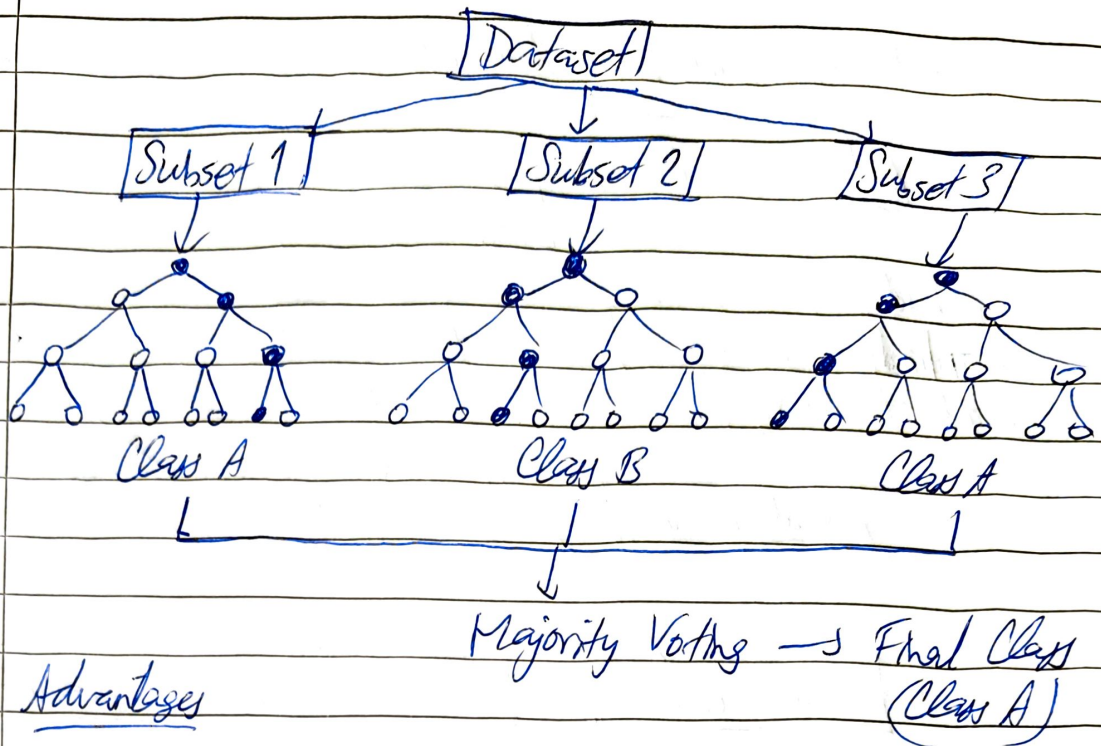 Dataset
Subset 1 Subset 2 Subset 3
Class A Class B Class A
Majority Voting → Final Class
(Class A)
Advantages